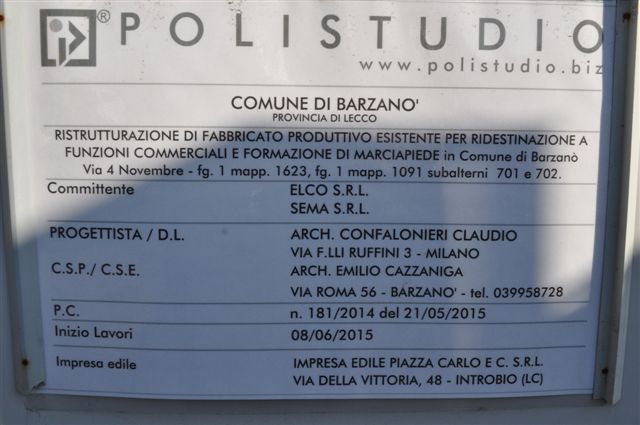 ® POLISTUDIO
www.polistudio.biz
COMUNE DI BARZANO'
PROVINCIA DI LECCO
RISTRUTTURAZIONE DI FABBRICATO PRODUTTIVO ESISTENTE PER RIDESTINAZIONE A
FUNZIONI COMMERCIALI E FORMAZIONE DI MARCIAPIEDE in Comune di Barzanò
Via 4 Novembre - fg. 1 mapp. 1623, fg. 1 mapp. 1091 subalterni 701 e 702.
Committente ELCO S.R.L.
SEMA S.R.L.
PROGETTISTA / D.L. ARCH. CONFALONIERI CLAUDIO
VIA F.LLI RUFFINI 3 - MILANO
C.S.P./ C.S.E. ARCH. EMILIO CAZZANIGA
VIA ROMA 56 - BARZANO' - tel. 039958728
P.C. n. 181/2014 del 21/05/2015
Inizio Lavori 08/06/2015
Impresa edile IMPRESA EDILE PIAZZA CARLO E C. S.R.L.
VIA DELLA VITTORIA, 48 - INTROBIO (LC)